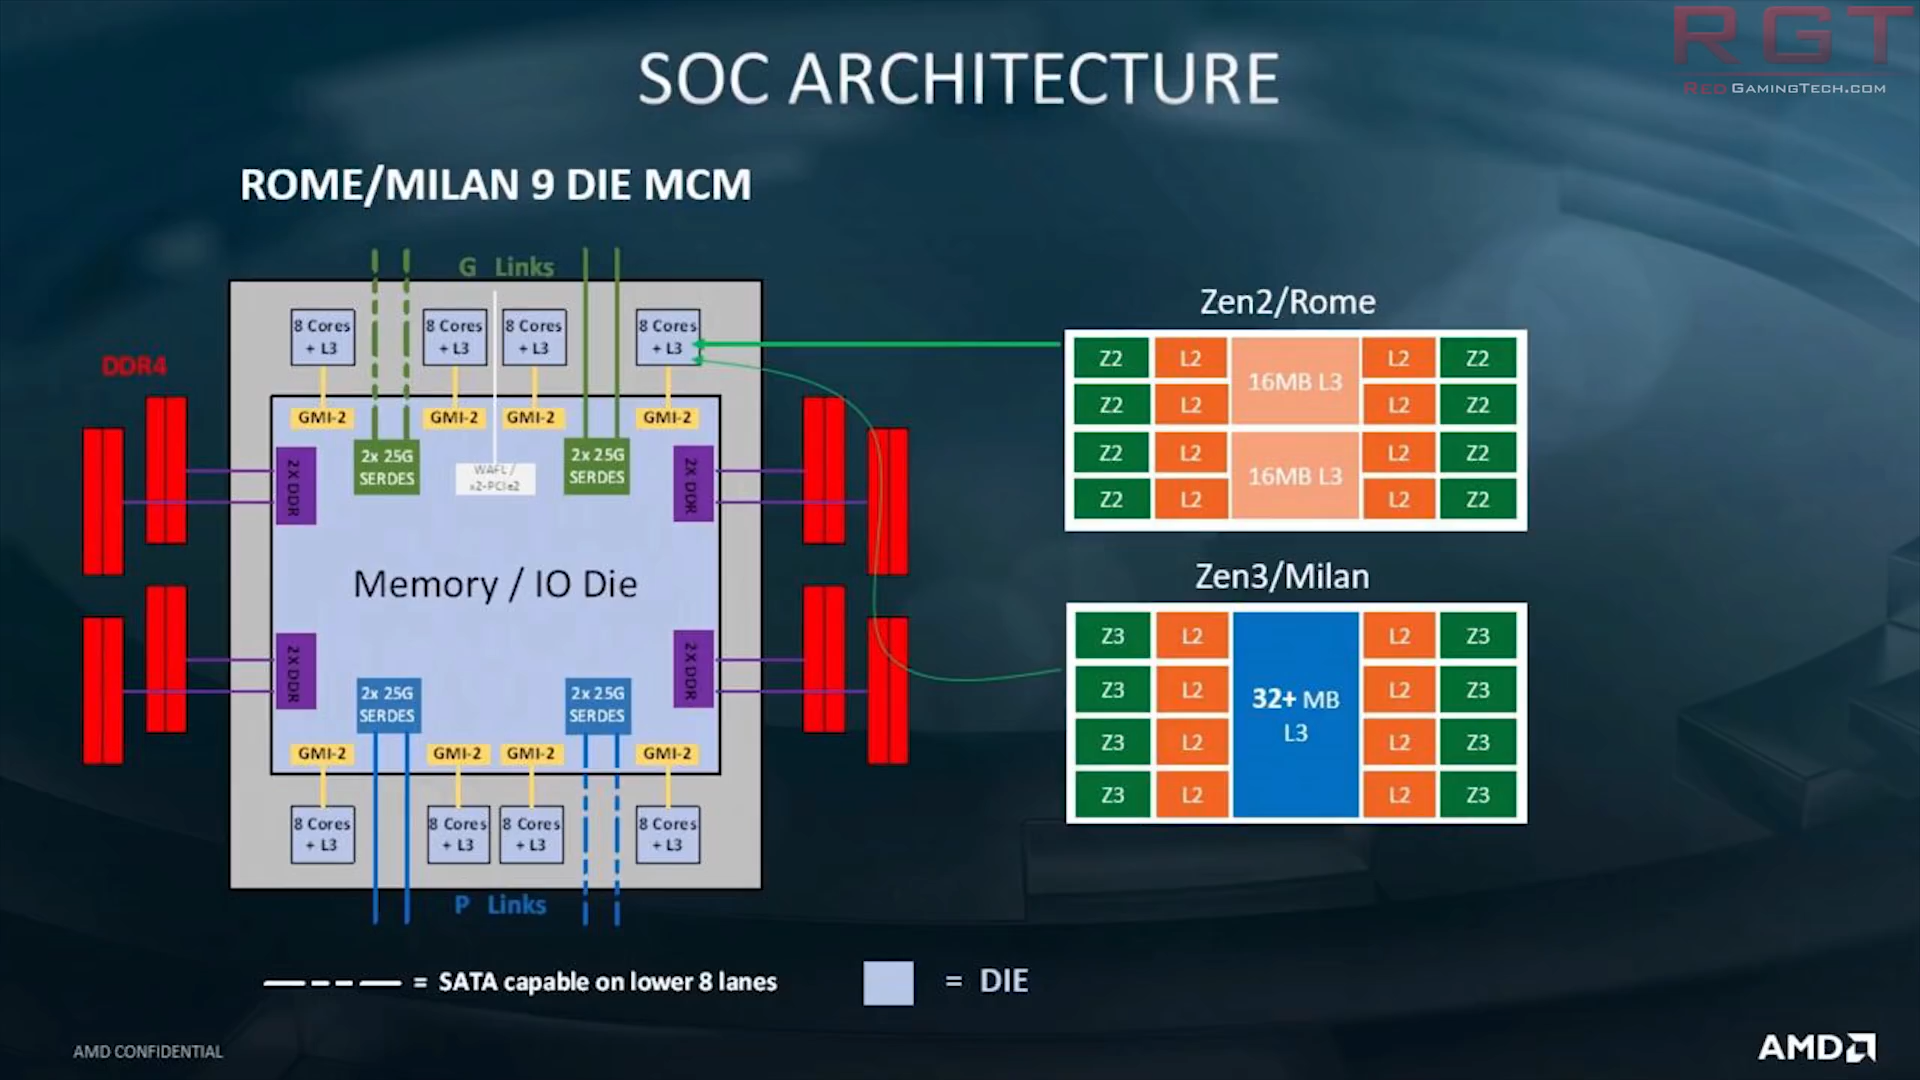 RGT
RedGamingTech.com
SOC ARCHITECTURE
ROME/MILAN 9 DIE MCM
G Links
8 Cores + L3
8 Cores + L3
8 Cores + L3
8 Cores + L3
DDR4
GMI-2
GMI-2
GMI-2
GMI-2
2X DDR
2x 25G SERDES
WAFL / x2-PCIe2
2x 25G SERDES
2X DDR
Memory / IO Die
2X DDR
2x 25G SERDES
2x 25G SERDES
2X DDR
GMI-2
GMI-2
GMI-2
GMI-2
8 Cores + L3
8 Cores + L3
8 Cores + L3
8 Cores + L3
P Links
Zen2/Rome
Z2 L2 16MB L3 L2 Z2
Z2 L2 L2 Z2
Z2 L2 16MB L3 L2 Z2
Z2 L2 L2 Z2
Zen3/Milan
Z3 L2 32+ MB L3 L2 Z3
Z3 L2 L2 Z3
Z3 L2 L2 Z3
Z3 L2 L2 Z3
= SATA capable on lower 8 lanes
= DIE
AMD CONFIDENTIAL
AMD